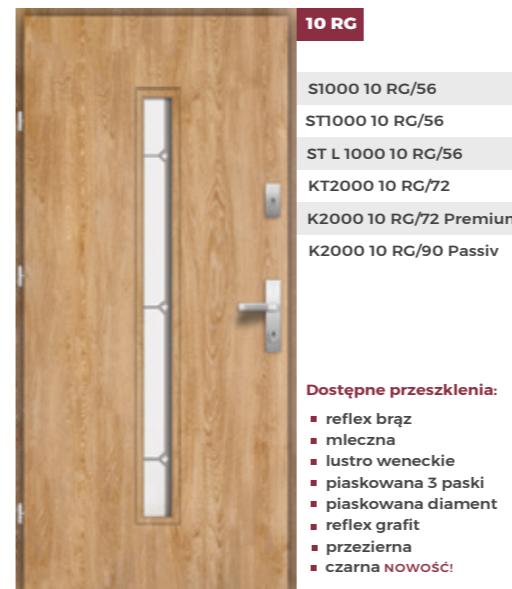 10 RG
S1000 10 RG/56
ST1000 10 RG/56
ST L 1000 10 RG/56
KT2000 10 RG/72
K2000 10 RG/72
K2000 10 RG/90 Passiv
Dostępne przeszklenia:
reflex brąz
mleczna
lustro weneckie
piaskowana 3 paski
piaskowana diament
reflex grafit
przezierna
czarna NOWOŚĆ!